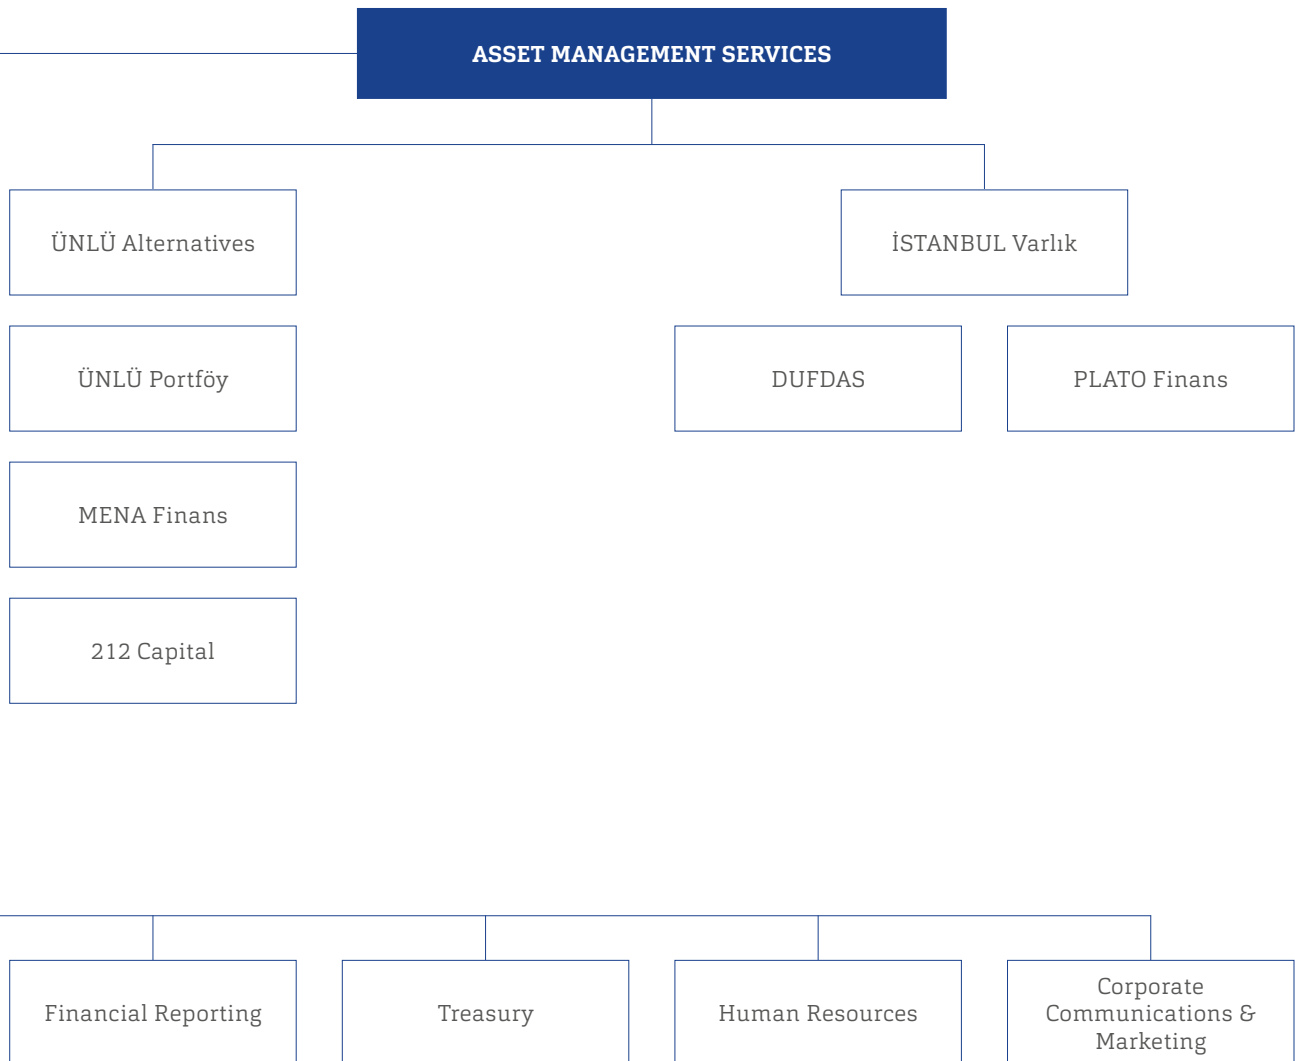 ASSET MANAGEMENT SERVICES
ÜNLÜ Alternatives
İSTANBUL Varlık
ÜNLÜ Portföy
DUFDAS
PLATO Finans
MENA Finans
212 Capital
Financial Reporting
Treasury
Human Resources
Corporate
Communications &
Marketing